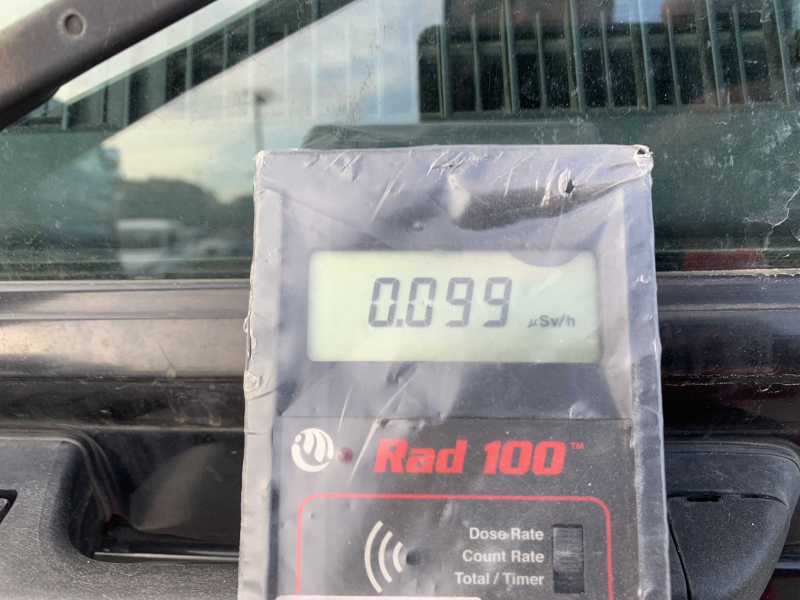 0.099 µSv/h
Rad 100™
Dose Rate
Count Rate
Total / Timer